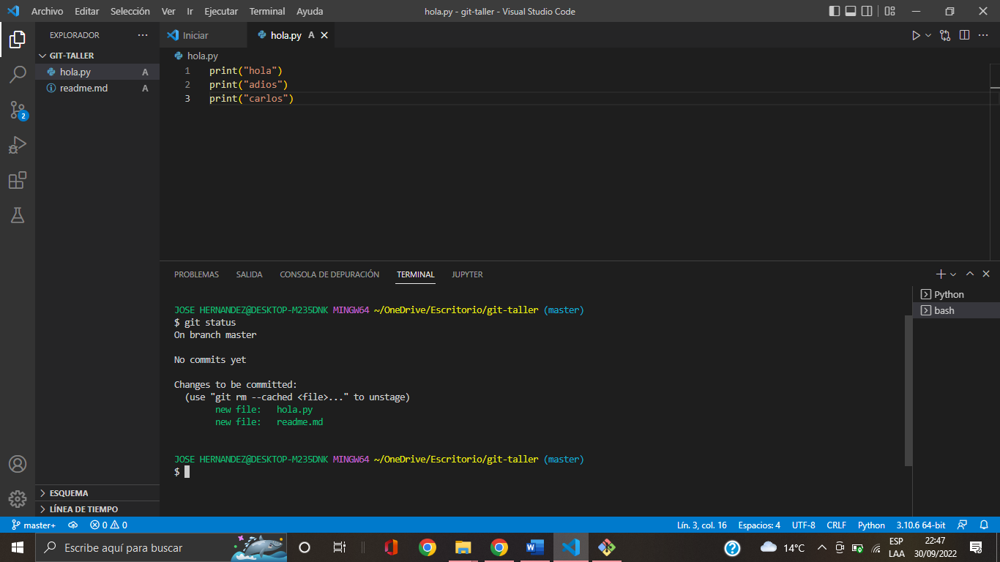 Archivo Editar Selección Ver Ir Ejecutar Terminal Ayuda
hola.py - git-taller - Visual Studio Code
EXPLORADOR
GIT-TALLER
hola.py A
readme.md A
2
Iniciar
hola.py A
hola.py
1 print("hola")
2 print("adios")
3 print("carlos")
PROBLEMAS SALIDA CONSOLA DE DEPURACIÓN TERMINAL JUPYTER
Python
bash
JOSE HERNANDEZ@DESKTOP-M235DNK MINGW64 ~/OneDrive/Escritorio/git-taller (master)
$ git status
On branch master
No commits yet
Changes to be committed:
(use "git rm --cached <file>..." to unstage)
new file: hola.py
new file: readme.md
JOSE HERNANDEZ@DESKTOP-M235DNK MINGW64 ~/OneDrive/Escritorio/git-taller (master)
$
ESQUEMA
LÍNEA DE TIEMPO
master+ 0 0 Lín. 3, col. 16 Espacios: 4 UTF-8 CRLF Python 3.10.6 64-bit
Escribe aquí para buscar
14°C
ESP
LAA
22:47
30/09/2022